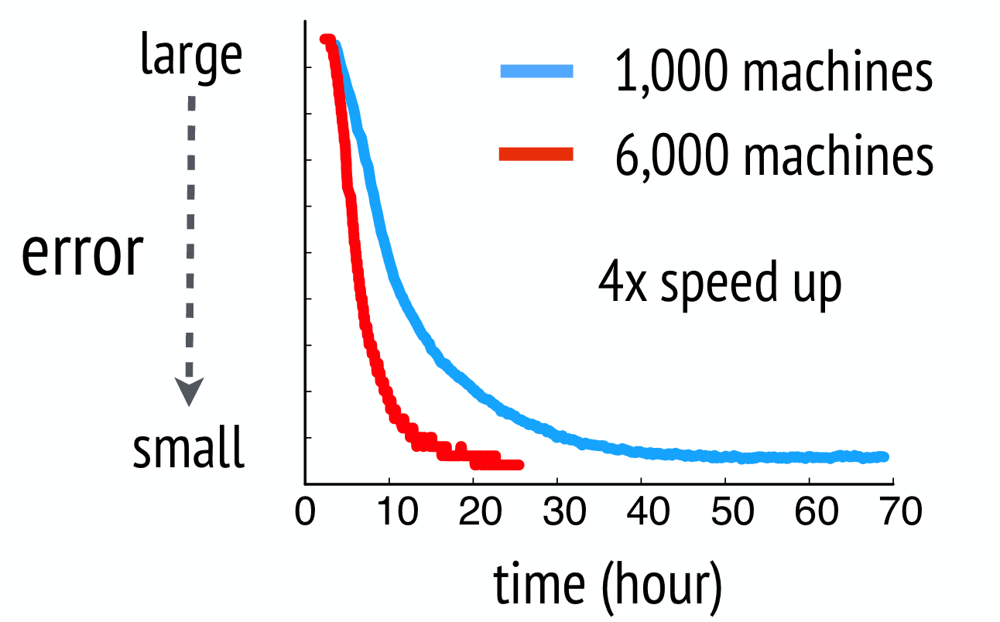 large
1,000 machines
6,000 machines
error
4x speed up
small
0 10 20 30 40 50 60 70
time (hour)